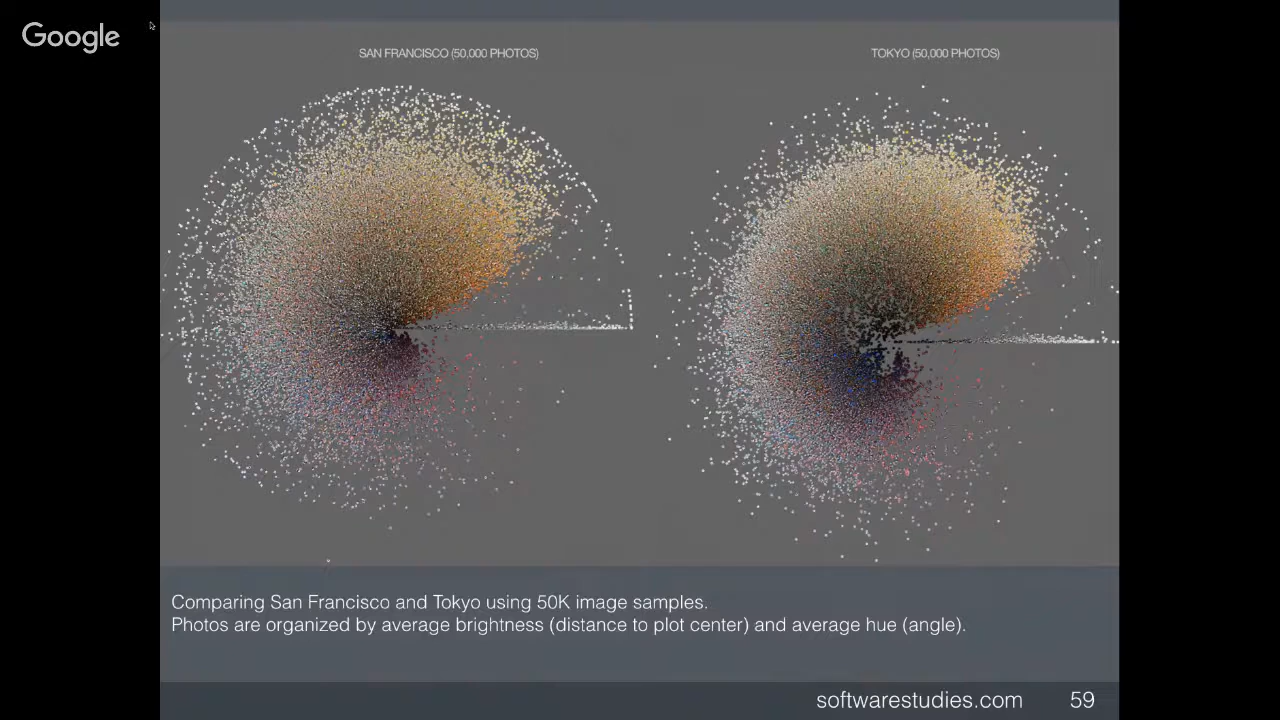 Google
SAN FRANCISCO (50,000 PHOTOS)
TOKYO (50,000 PHOTOS)
Comparing San Francisco and Tokyo using 50K image samples.
Photos are organized by average brightness (distance to plot center) and average hue (angle).
softwarestudies.com
59